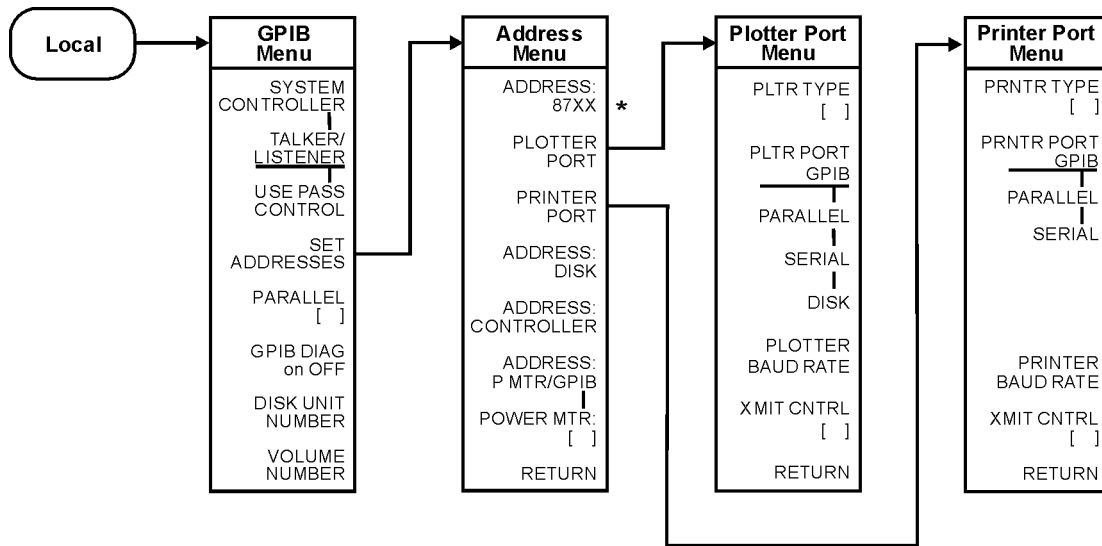 Local
GPIB
Menu
SYSTEM
CONTROLLER
TALKER/
LISTENER
USE PASS
CONTROL
SET
ADDRESSES
PARALLEL
[ ]
GPIB DIAG
on OFF
DISK UNIT
NUMBER
VOLUME
NUMBER
Address
Menu
ADDRESS:
87XX *
PLOTTER
PORT
PRINTER
PORT
ADDRESS:
DISK
ADDRESS:
CONTROLLER
ADDRESS:
P MTR/GPIB
POWER MTR:
[ ]
RETURN
Plotter Port
Menu
PLTR TYPE
[ ]
PLTR PORT
GPIB
PARALLEL
SERIAL
DISK
PLOTTER
BAUD RATE
XMIT CNTRL
[ ]
RETURN
Printer Port
Menu
PRNTR TYPE
[ ]
PRNTR PORT
GPIB
PARALLEL
SERIAL
PRINTER
BAUD RATE
XMIT CNTRL
[ ]
RETURN